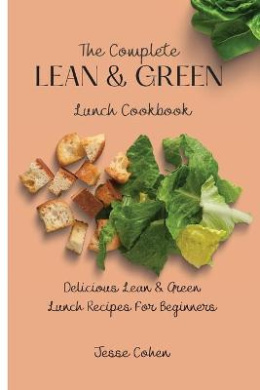 The Complete
LEAN & GREEN
Lunch Cookbook
Delicious Lean & Green
Lunch Recipes For Beginners
Jesse Cohen